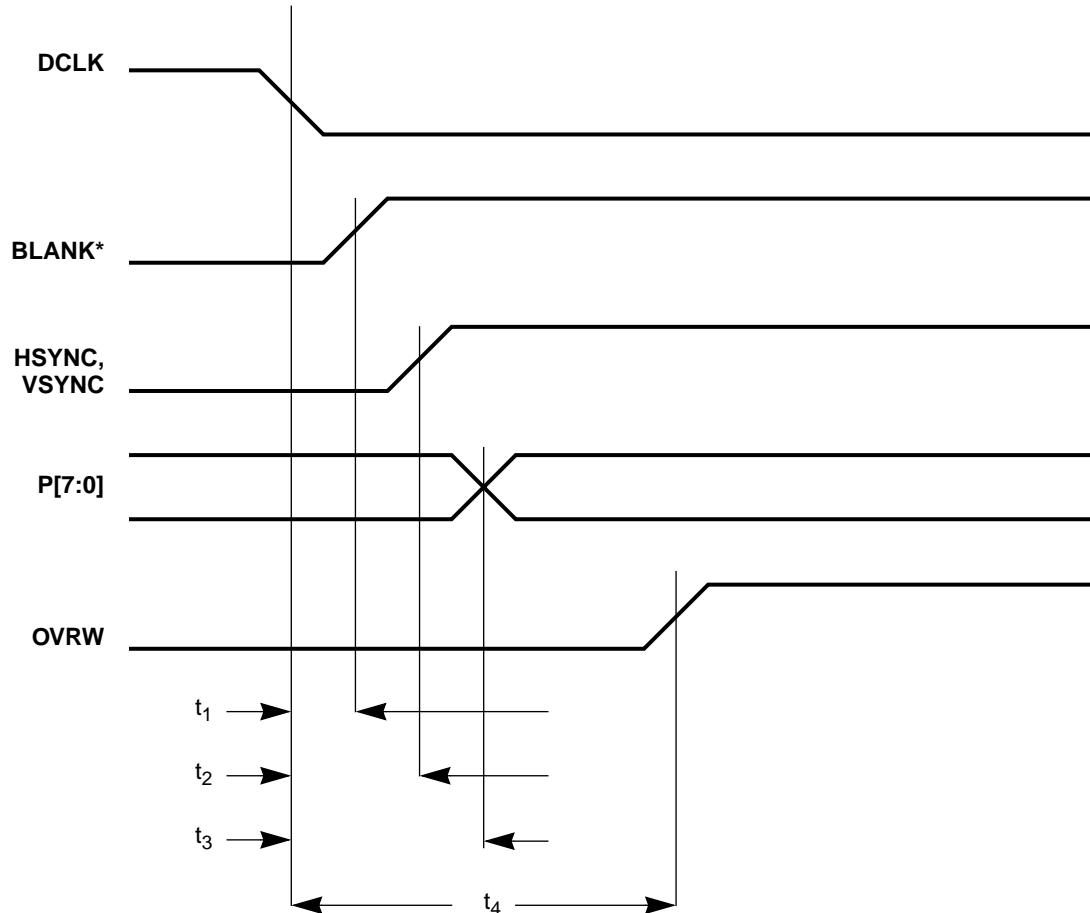 DCLK
BLANK*
HSYNC,
VSYNC
P[7:0]
OVRW
t1
t2
t3
t4